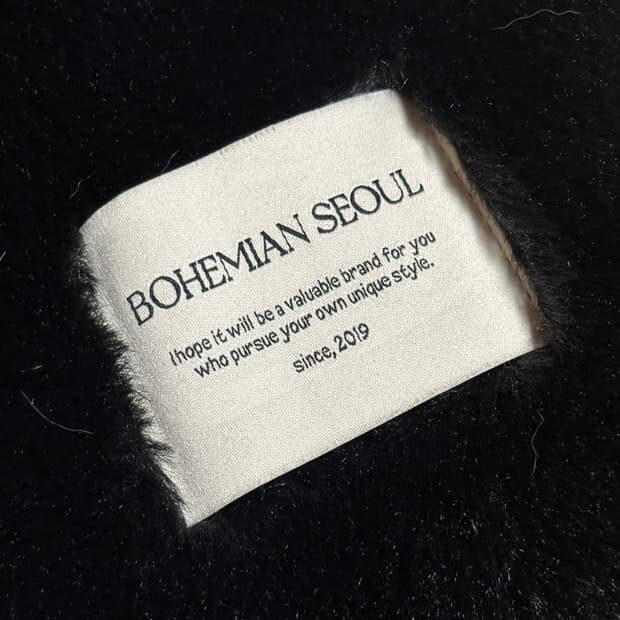 BOHEMIAN SEOUL
I hope it will be a valuable brand for you
who pursue your own unique style.
since, 2019